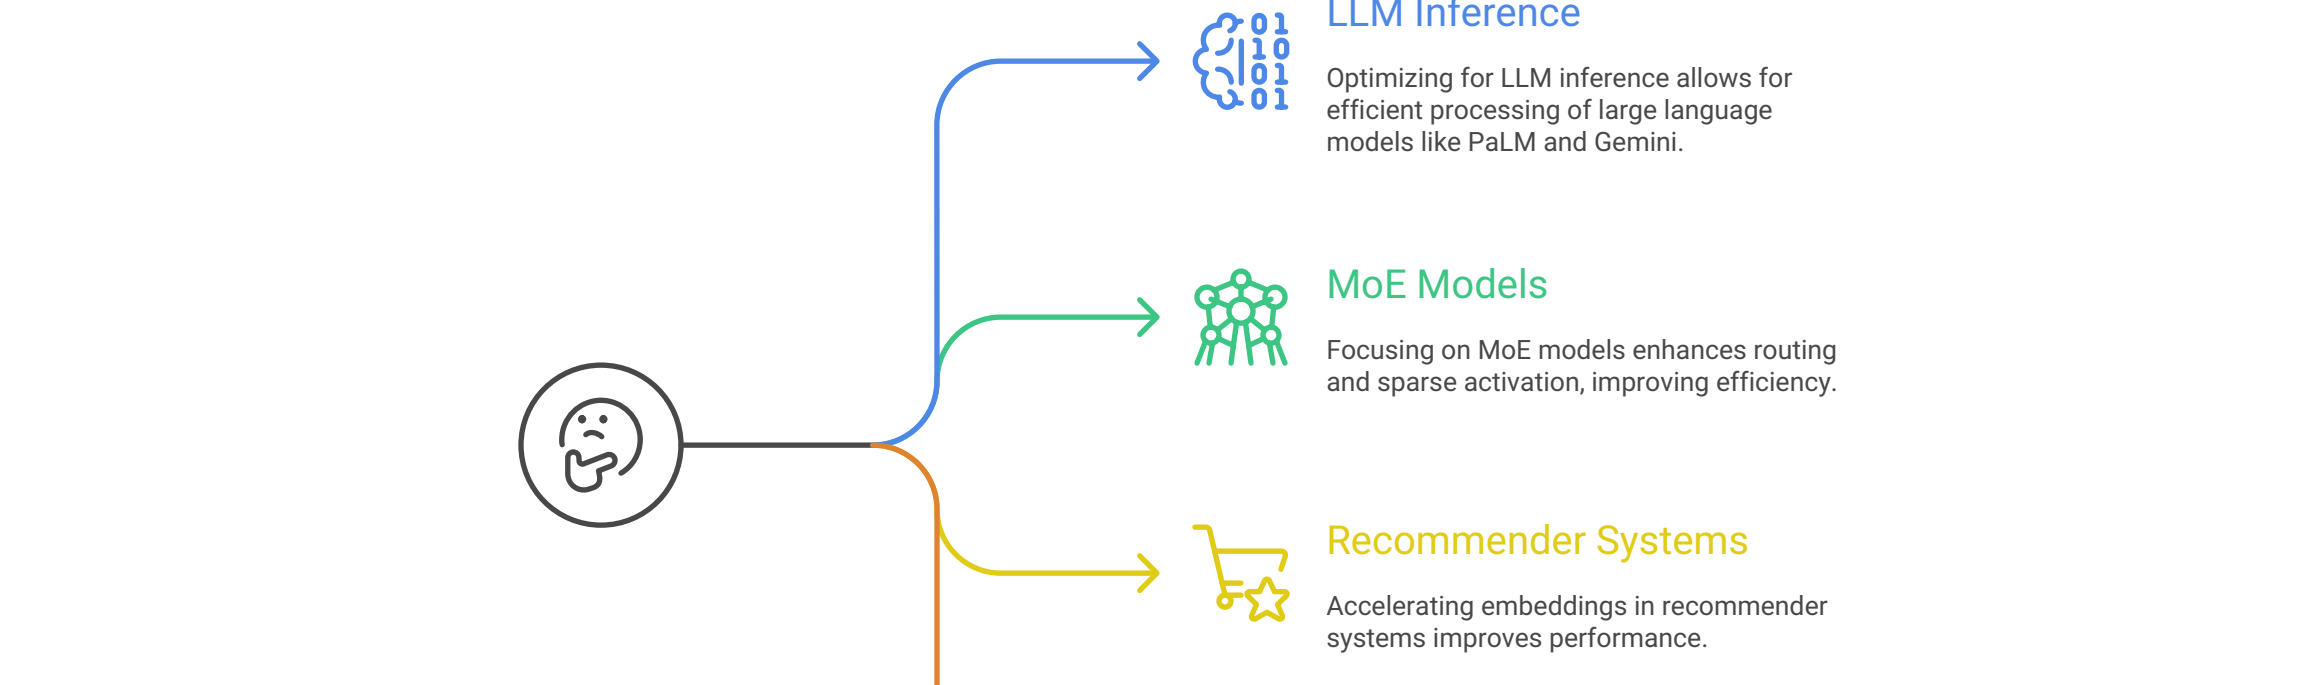 LLM Inference
Optimizing for LLM inference allows for
efficient processing of large language
models like PaLM and Gemini.
MoE Models
Focusing on MoE models enhances routing
and sparse activation, improving efficiency.
Recommender Systems
Accelerating embeddings in recommender
systems improves performance.